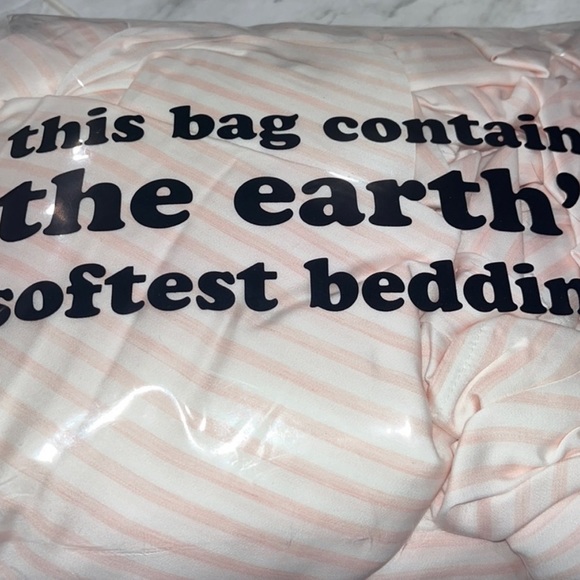 this bag contain
the earth'
softest beddin